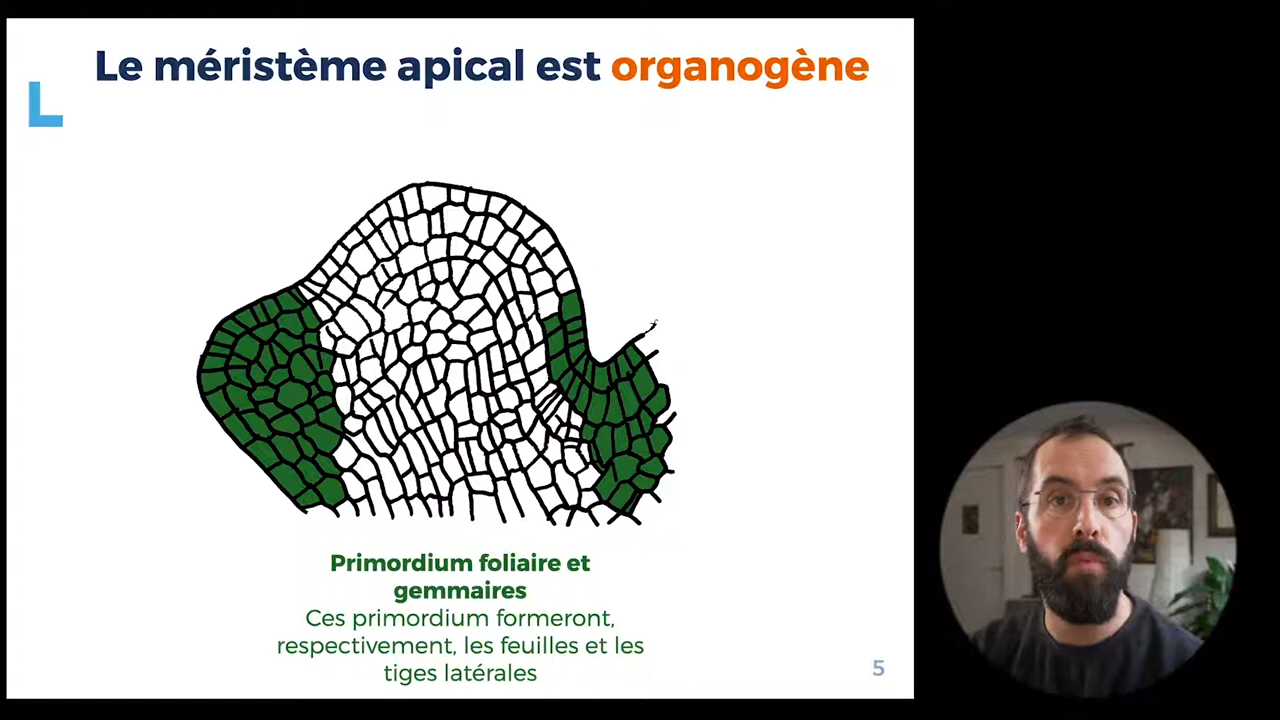 Le méristème apical est organogène
Primordium foliaire et
gemmaires
Ces primordium formeront,
respectivement, les feuilles et les
tiges latérales
5